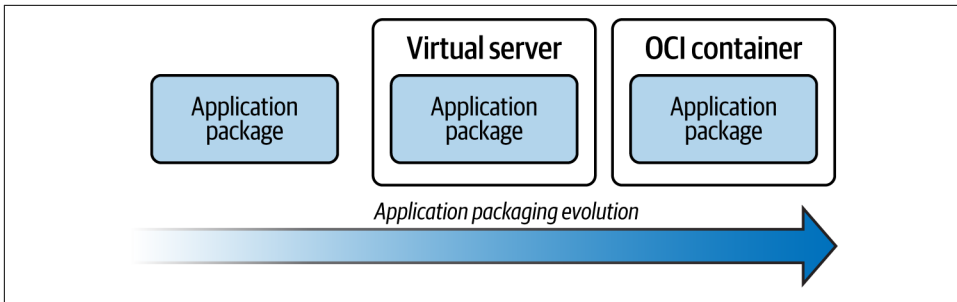 Virtual server
OCI container
Application
package
Application
package
Application
package
Application packaging evolution